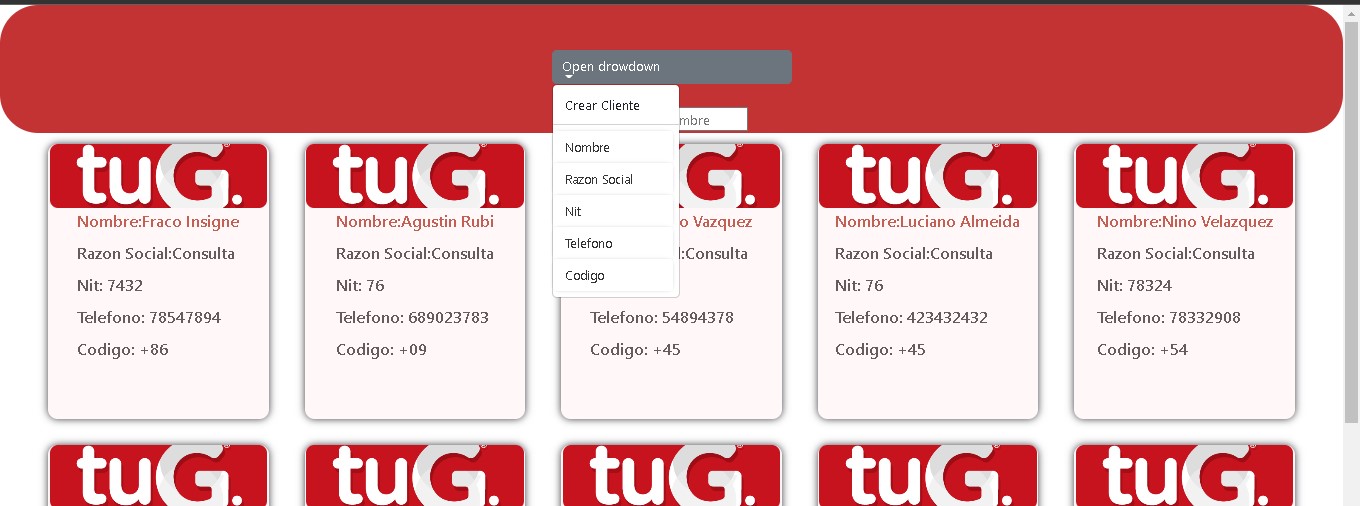 Open drowdown
Crear Cliente
mbre
Nombre
Razon Social
Nit
Telefono
Codigo
tuG.
Nombre:Fraco Insigne
Razon Social:Consulta
Nit: 7432
Telefono: 78547894
Codigo: +86
tuG.
Nombre:Agustin Rubi
Razon Social:Consulta
Nit: 76
Telefono: 689023783
Codigo: +09
G.
o Vazquez
l:Consulta
Telefono: 54894378
Codigo: +45
tuG.
Nombre:Luciano Almeida
Razon Social:Consulta
Nit: 76
Telefono: 423432432
Codigo: +45
tuG.
Nombre:Nino Velazquez
Razon Social:Consulta
Nit: 78324
Telefono: 78332908
Codigo: +54
tuG.
tuG.
tuG.
tuG.
tuG.